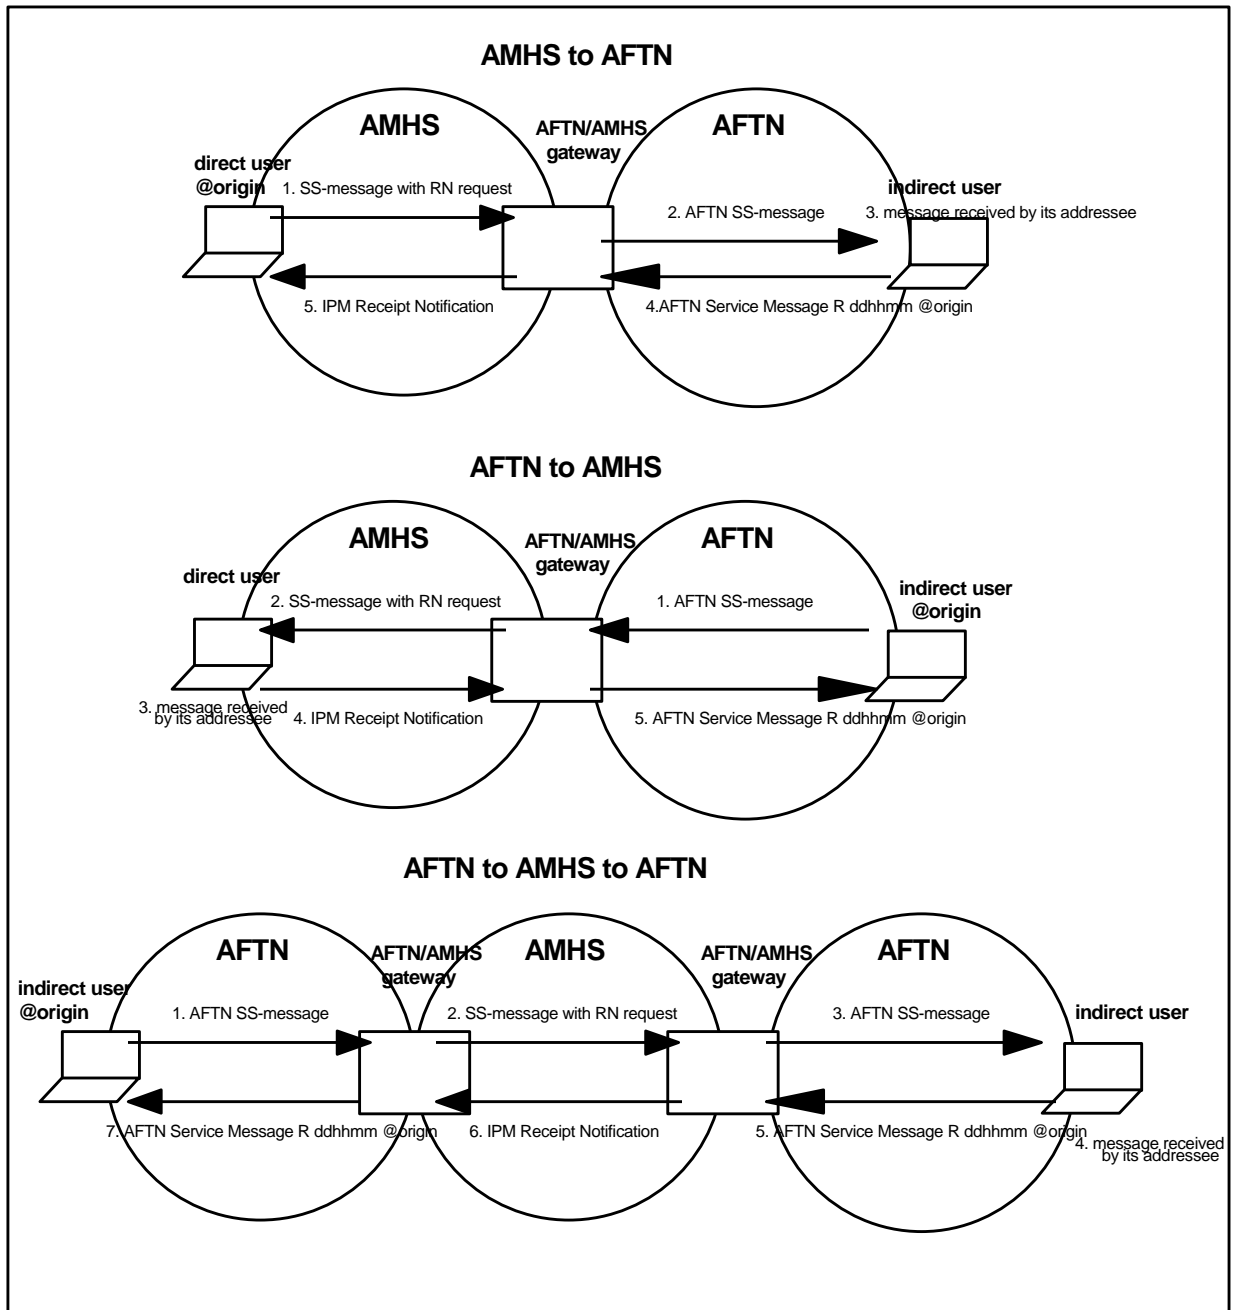 AMHS to AFTN
AMHS
AFTN/AMHS
gateway
AFTN
direct user
@origin
1. SS-message with RN request
2. AFTN SS-message
indirect user
3. message received by its addressee
5. IPM Receipt Notification
4.AFTN Service Message R ddhhmm @origin
AFTN to AMHS
AMHS
AFTN/AMHS
gateway
AFTN
direct user
2. SS-message with RN request
1. AFTN SS-message
indirect user
@origin
3. message received
by its addressee
4. IPM Receipt Notification
5. AFTN Service Message R ddhhmm @origin
AFTN to AMHS to AFTN
AFTN
AFTN/AMHS
gateway
AMHS
AFTN/AMHS
gateway
AFTN
indirect user
@origin
1. AFTN SS-message
2. SS-message with RN request
3. AFTN SS-message
indirect user
7. AFTN Service Message R ddhhmm @origin
6. IPM Receipt Notification
5. AFTN Service Message R ddhhmm @origin
4. message received
by its addressee